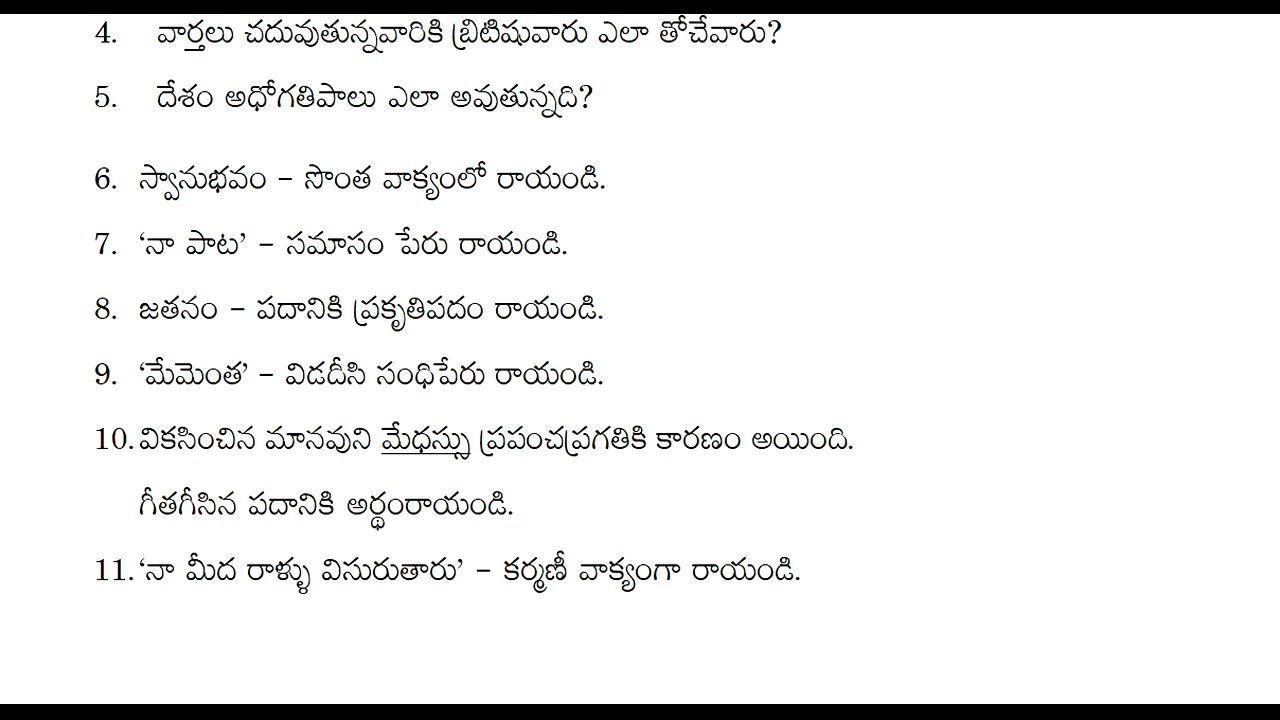 4. వార్తలు చదువుతున్నవారికి బ్రిటిషువారు ఎలా తోచేవారు?
5. దేశం అధోగతిపాలు ఎలా అవుతున్నది?
6. స్వానుభవం – సొంత వాక్యంలో రాయండి.
7. ‘నా పాట’ – సమాసం పేరు రాయండి.
8. జతనం – పదానికి ప్రకృతిపదం రాయండి.
9. ‘మేమెంత’ – విడదీసి సంధిపేరు రాయండి.
10. వికసించిన మానవుని మేధస్సు ప్రపంచప్రగతికి కారణం అయింది.
గీతగీసిన పదానికి అర్థంరాయండి.
11. ‘నా మీద రాళ్ళు విసురుతారు’ – కర్మణీ వాక్యంగా రాయండి.